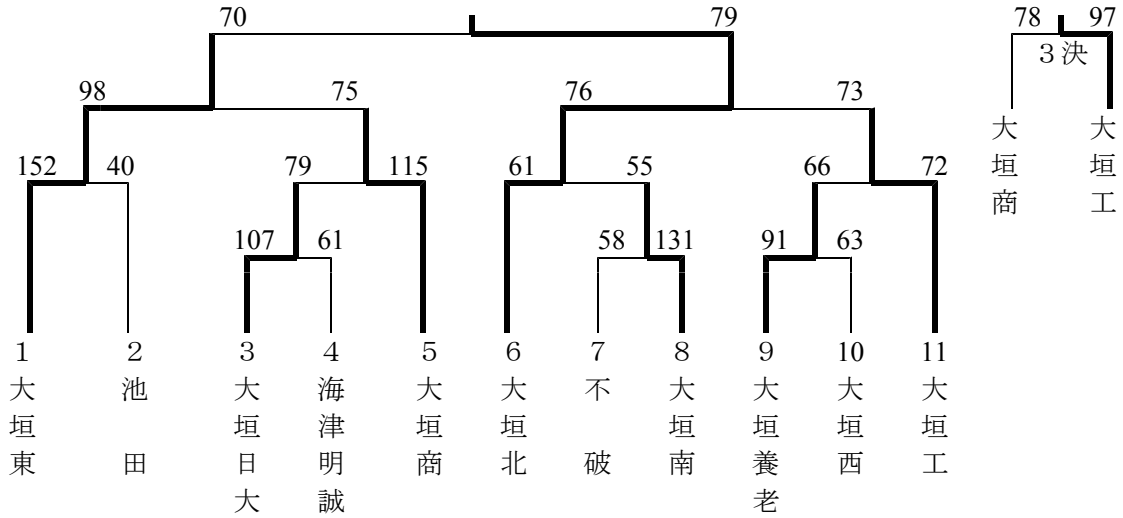 70 79 78 97
3決
98 75 76 73
152 40 79 115 61 55 66 72
107 61 58 131 91 63
1 2 3 4 5 6 7 8 9 10 11
大垣東
池田
大垣日大
海津明誠
大垣商
大垣北
不破
大垣南
大垣養老
大垣西
大垣工
大垣商
大垣工